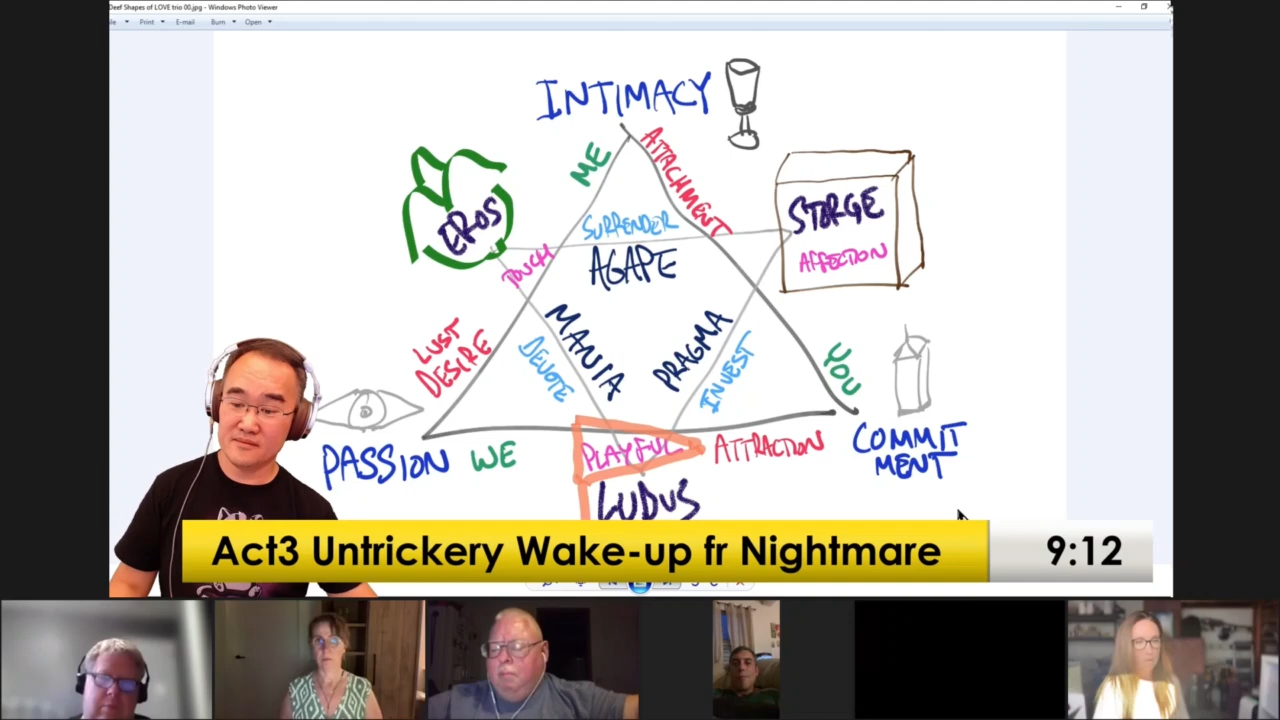 Deef Shapes of LOVE trio 00.jpg - Windows Photo Viewer
Print E-mail Burn Open
INTIMACY
ME
ATTACHMENT
EROS
SURRENDER
STORGE
TOUCH
AGAPE
AFFECTION
LUST
DESIRE
MANIA
PRAGMA
DEVOTE
INVEST
YOU
PASSION
WE
PLAYFUL
ATTRACTION
COMMIT
MENT
LUDUS
Act3 Untrickery Wake-up fr Nightmare
9:12